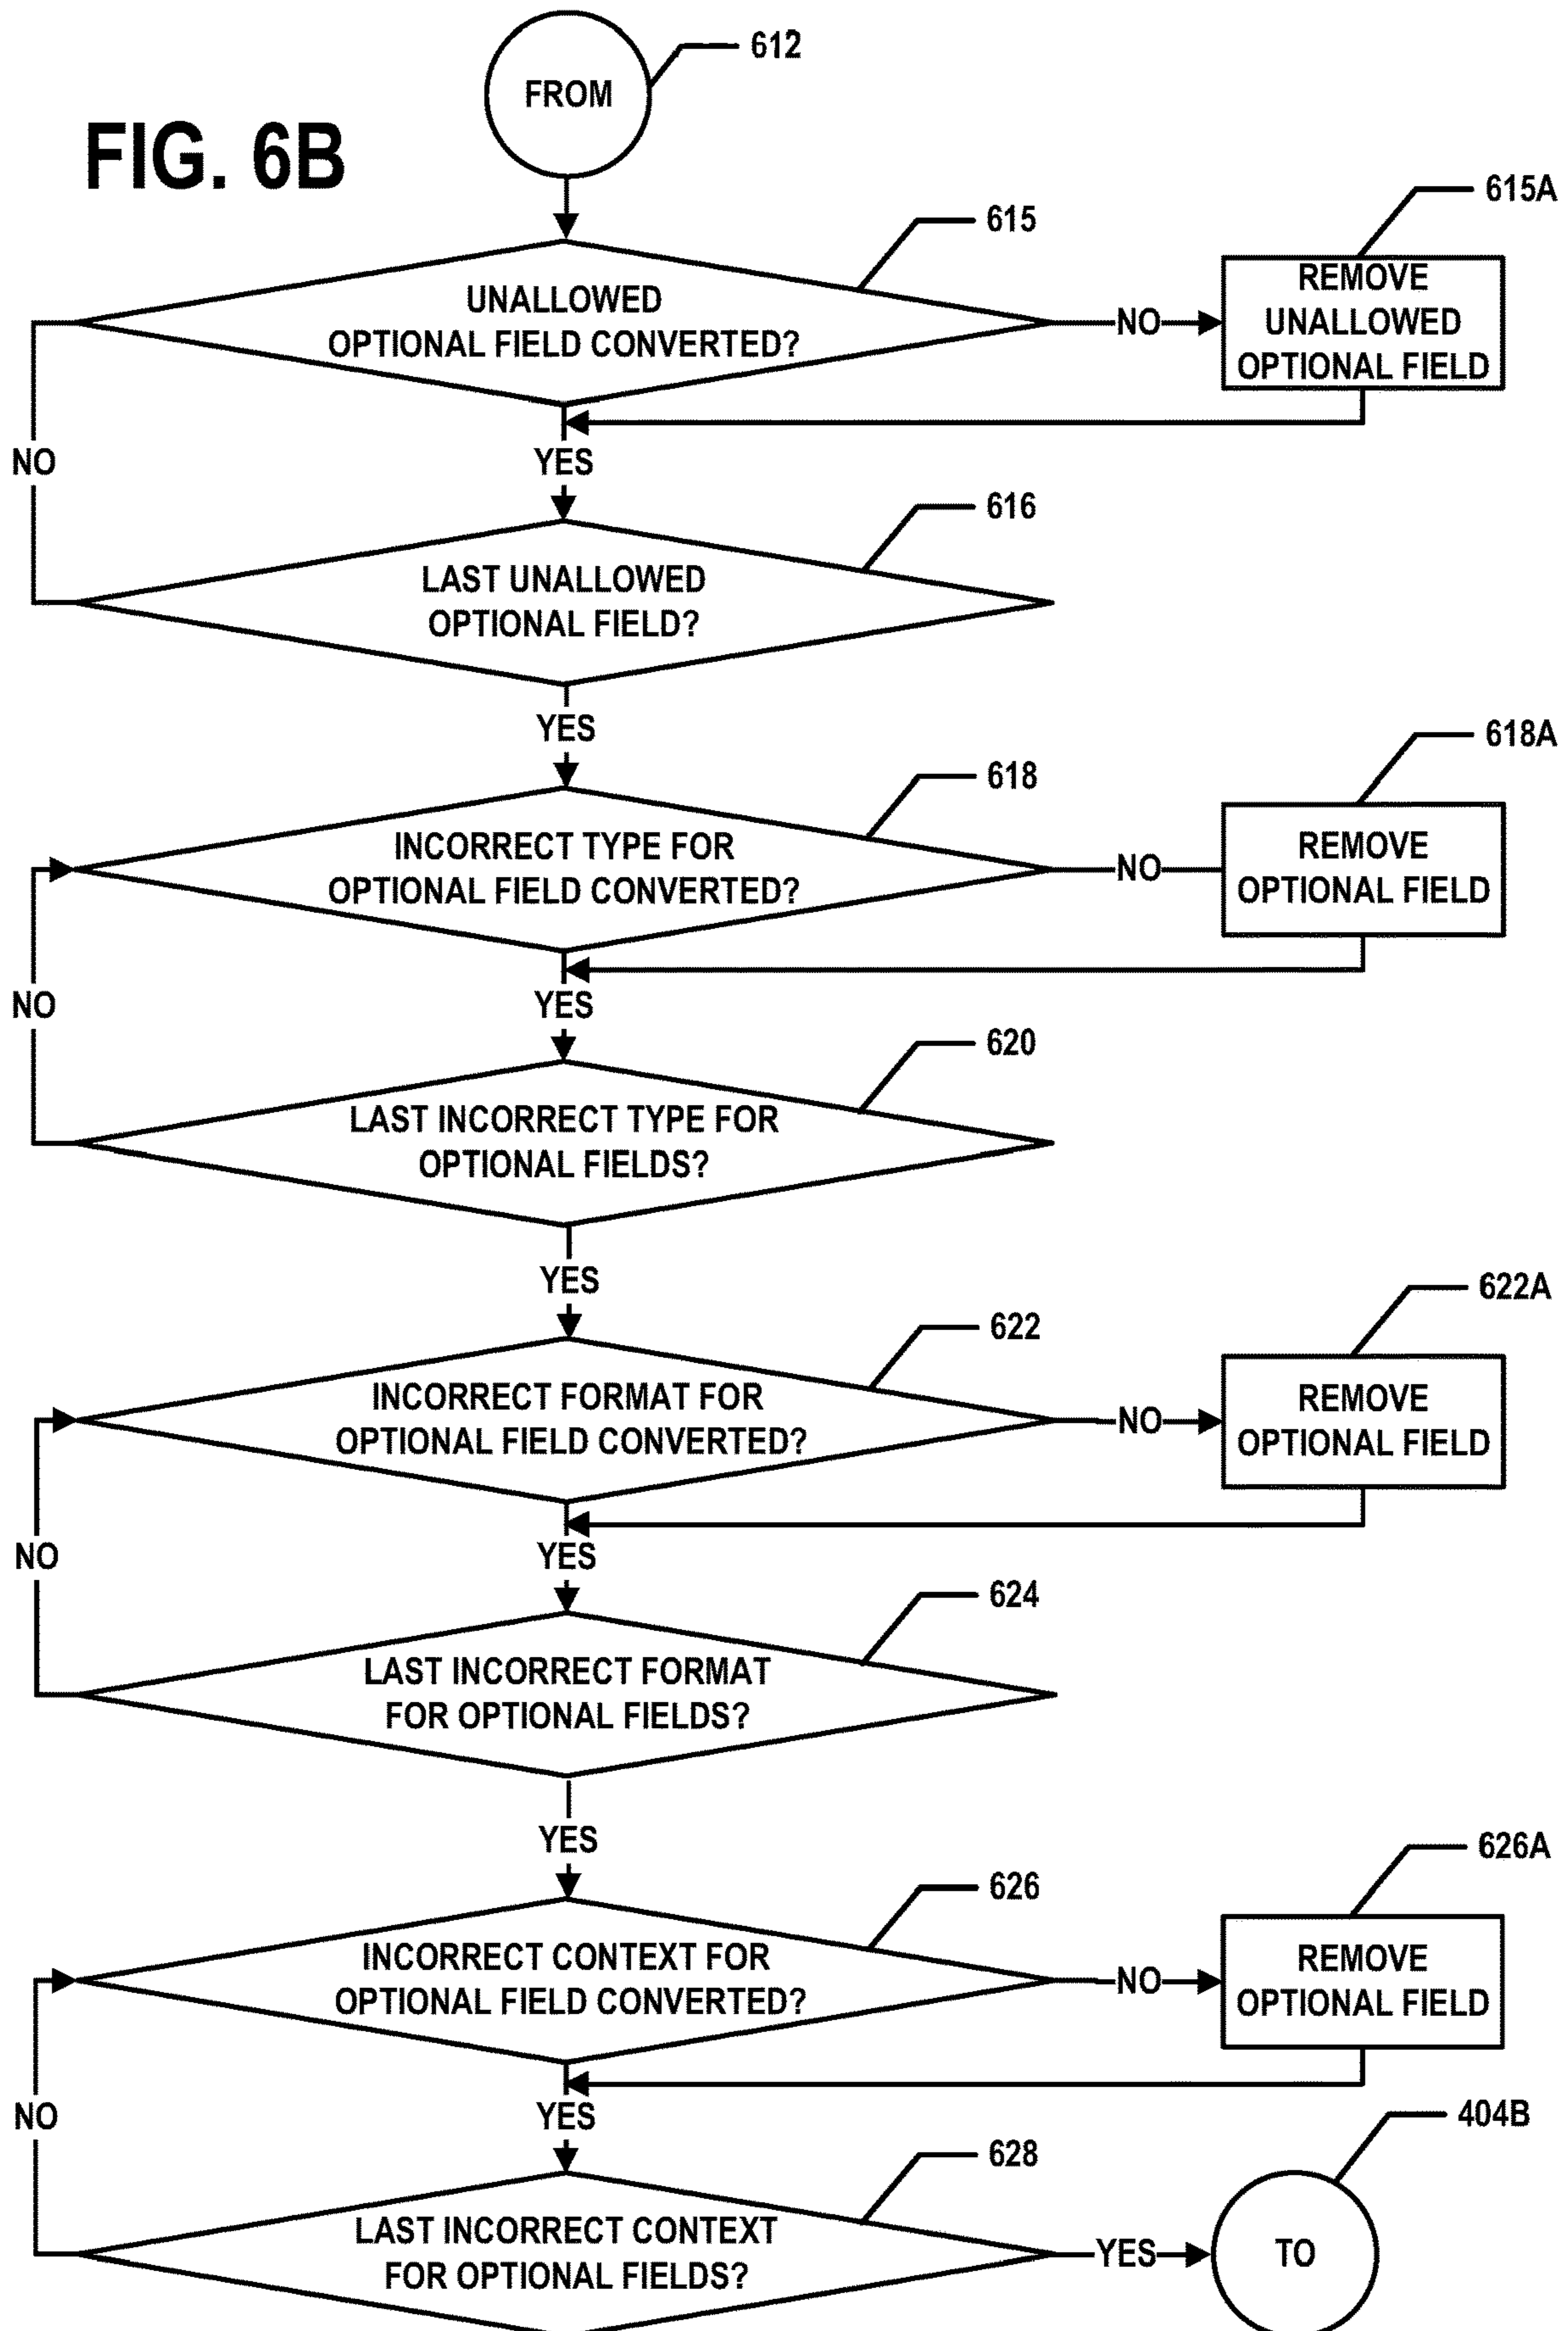 612
FROM
FIG. 6B
615A
615
REMOVE
UNALLOWED
OPTIONAL FIELD
UNALLOWED
OPTIONAL FIELD CONVERTED?
NO
NO
YES
616
LAST UNALLOWED
OPTIONAL FIELD?
YES
618A
618
INCORRECT TYPE FOR
OPTIONAL FIELD CONVERTED?
NO
REMOVE
OPTIONAL FIELD
NO
YES
620
LAST INCORRECT TYPE FOR
OPTIONAL FIELDS?
YES
622A
622
INCORRECT FORMAT FOR
OPTIONAL FIELD CONVERTED?
NO
REMOVE
OPTIONAL FIELD
NO
YES
624
LAST INCORRECT FORMAT
FOR OPTIONAL FIELDS?
YES
626A
626
INCORRECT CONTEXT FOR
OPTIONAL FIELD CONVERTED?
NO
REMOVE
OPTIONAL FIELD
NO
YES
404B
628
LAST INCORRECT CONTEXT
FOR OPTIONAL FIELDS?
YES
TO